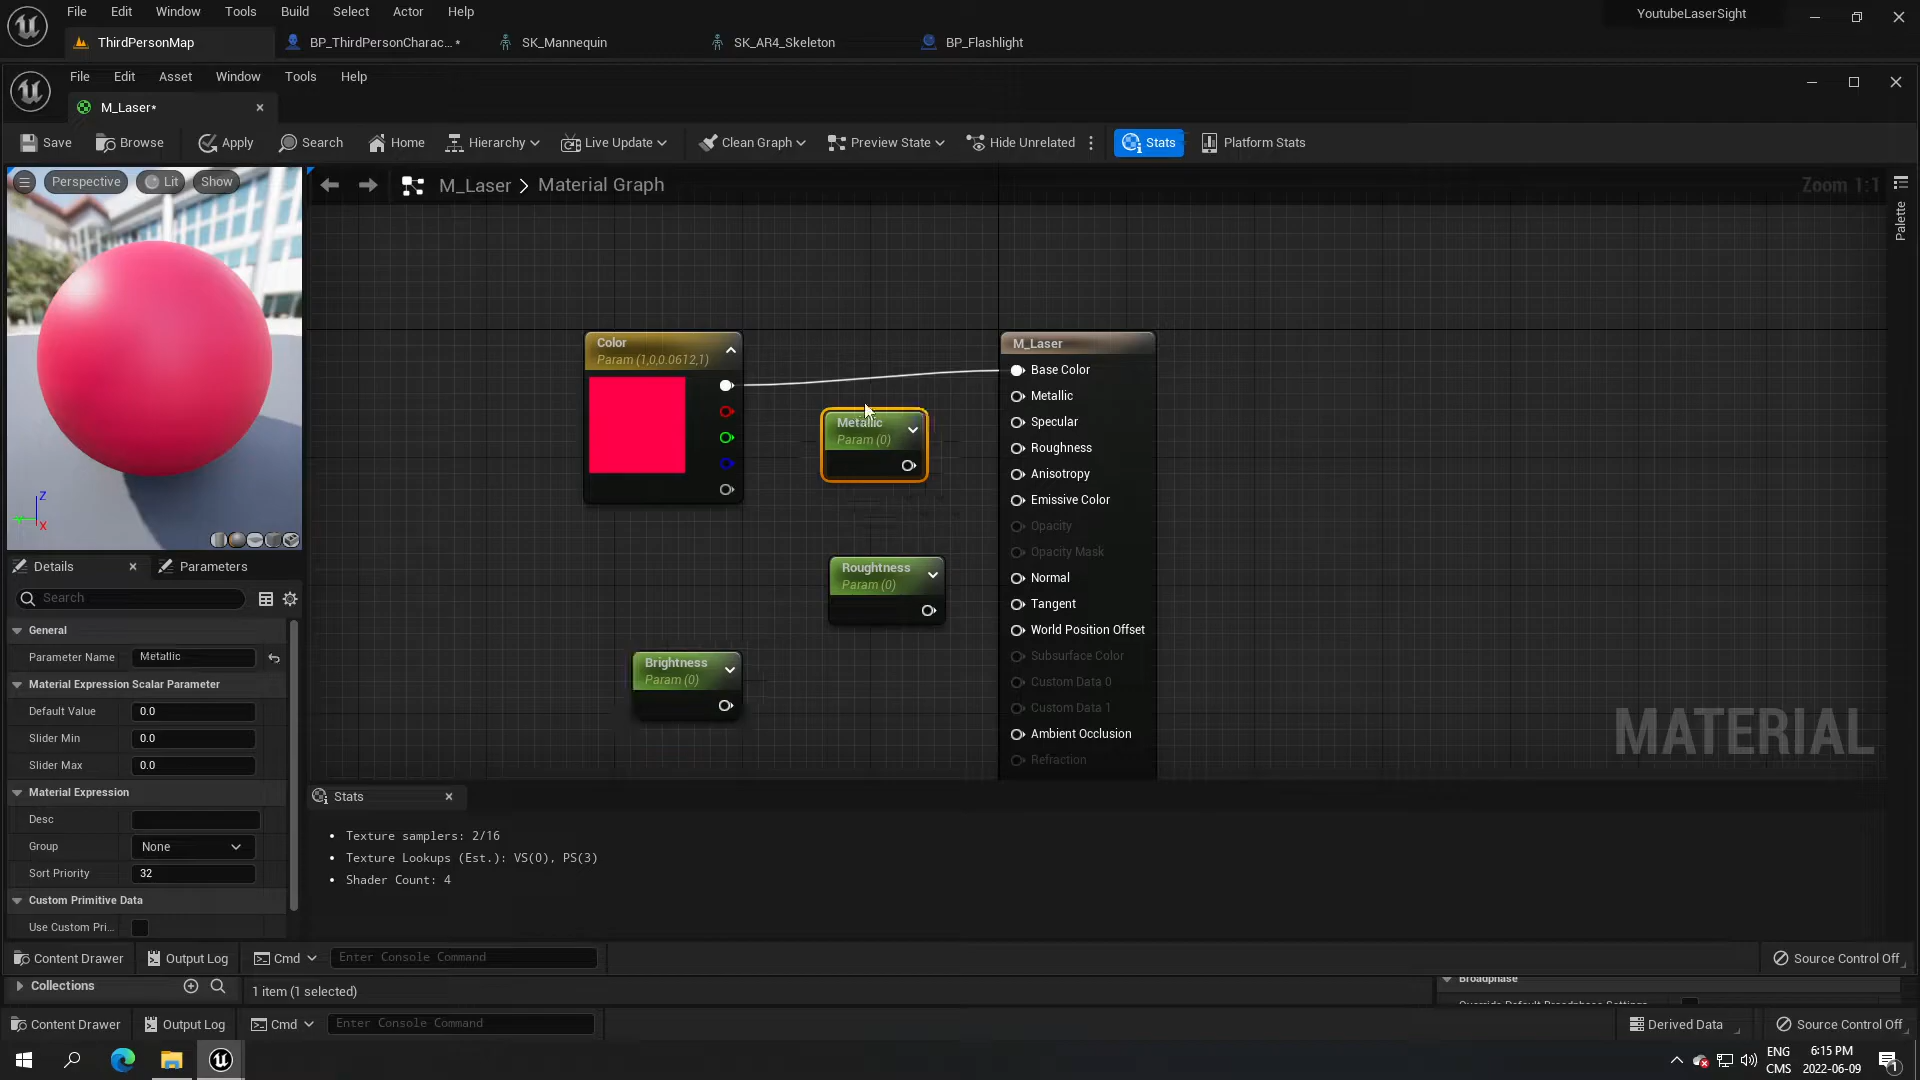 File Edit Window Tools Build Select Actor Help
YoutubeLaserSight
ThirdPersonMap
BP_ThirdPersonCharac... *
SK_Mannequin
SK_AR4_Skeleton
BP_Flashlight
File Edit Asset Window Tools Help
M_Laser*
Save Browse Apply Search Home Hierarchy Live Update Clean Graph Preview State Hide Unrelated Stats Platform Stats
Perspective Lit Show
M_Laser > Material Graph
Zoom 1:1
Palette
Z
X
Color
Param (1,0,0.0612,1)
Metallic
Param (0)
Roughtness
Param (0)
Brightness
Param (0)
M_Laser
Base Color
Metallic
Specular
Roughness
Anisotropy
Emissive Color
Opacity
Opacity Mask
Normal
Tangent
World Position Offset
Subsurface Color
Custom Data 0
Custom Data 1
Ambient Occlusion
Refraction
MATERIAL
Details Parameters
Search
General
Parameter Name Metallic
Material Expression Scalar Parameter
Default Value 0.0
Slider Min 0.0
Slider Max 0.0
Material Expression
Desc
Group None
Sort Priority 32
Custom Primitive Data
Use Custom Pri...
Stats
• Texture samplers: 2/16
• Texture Lookups (Est.): VS(0), PS(3)
• Shader Count: 4
Content Drawer Output Log Cmd Enter Console Command Source Control Off
Collections
1 item (1 selected)
Broadphase
Override Default Broadphase Settings
Content Drawer Output Log Cmd Enter Console Command Derived Data Source Control Off
ENG
CMS
6:15 PM
2022-06-09
1